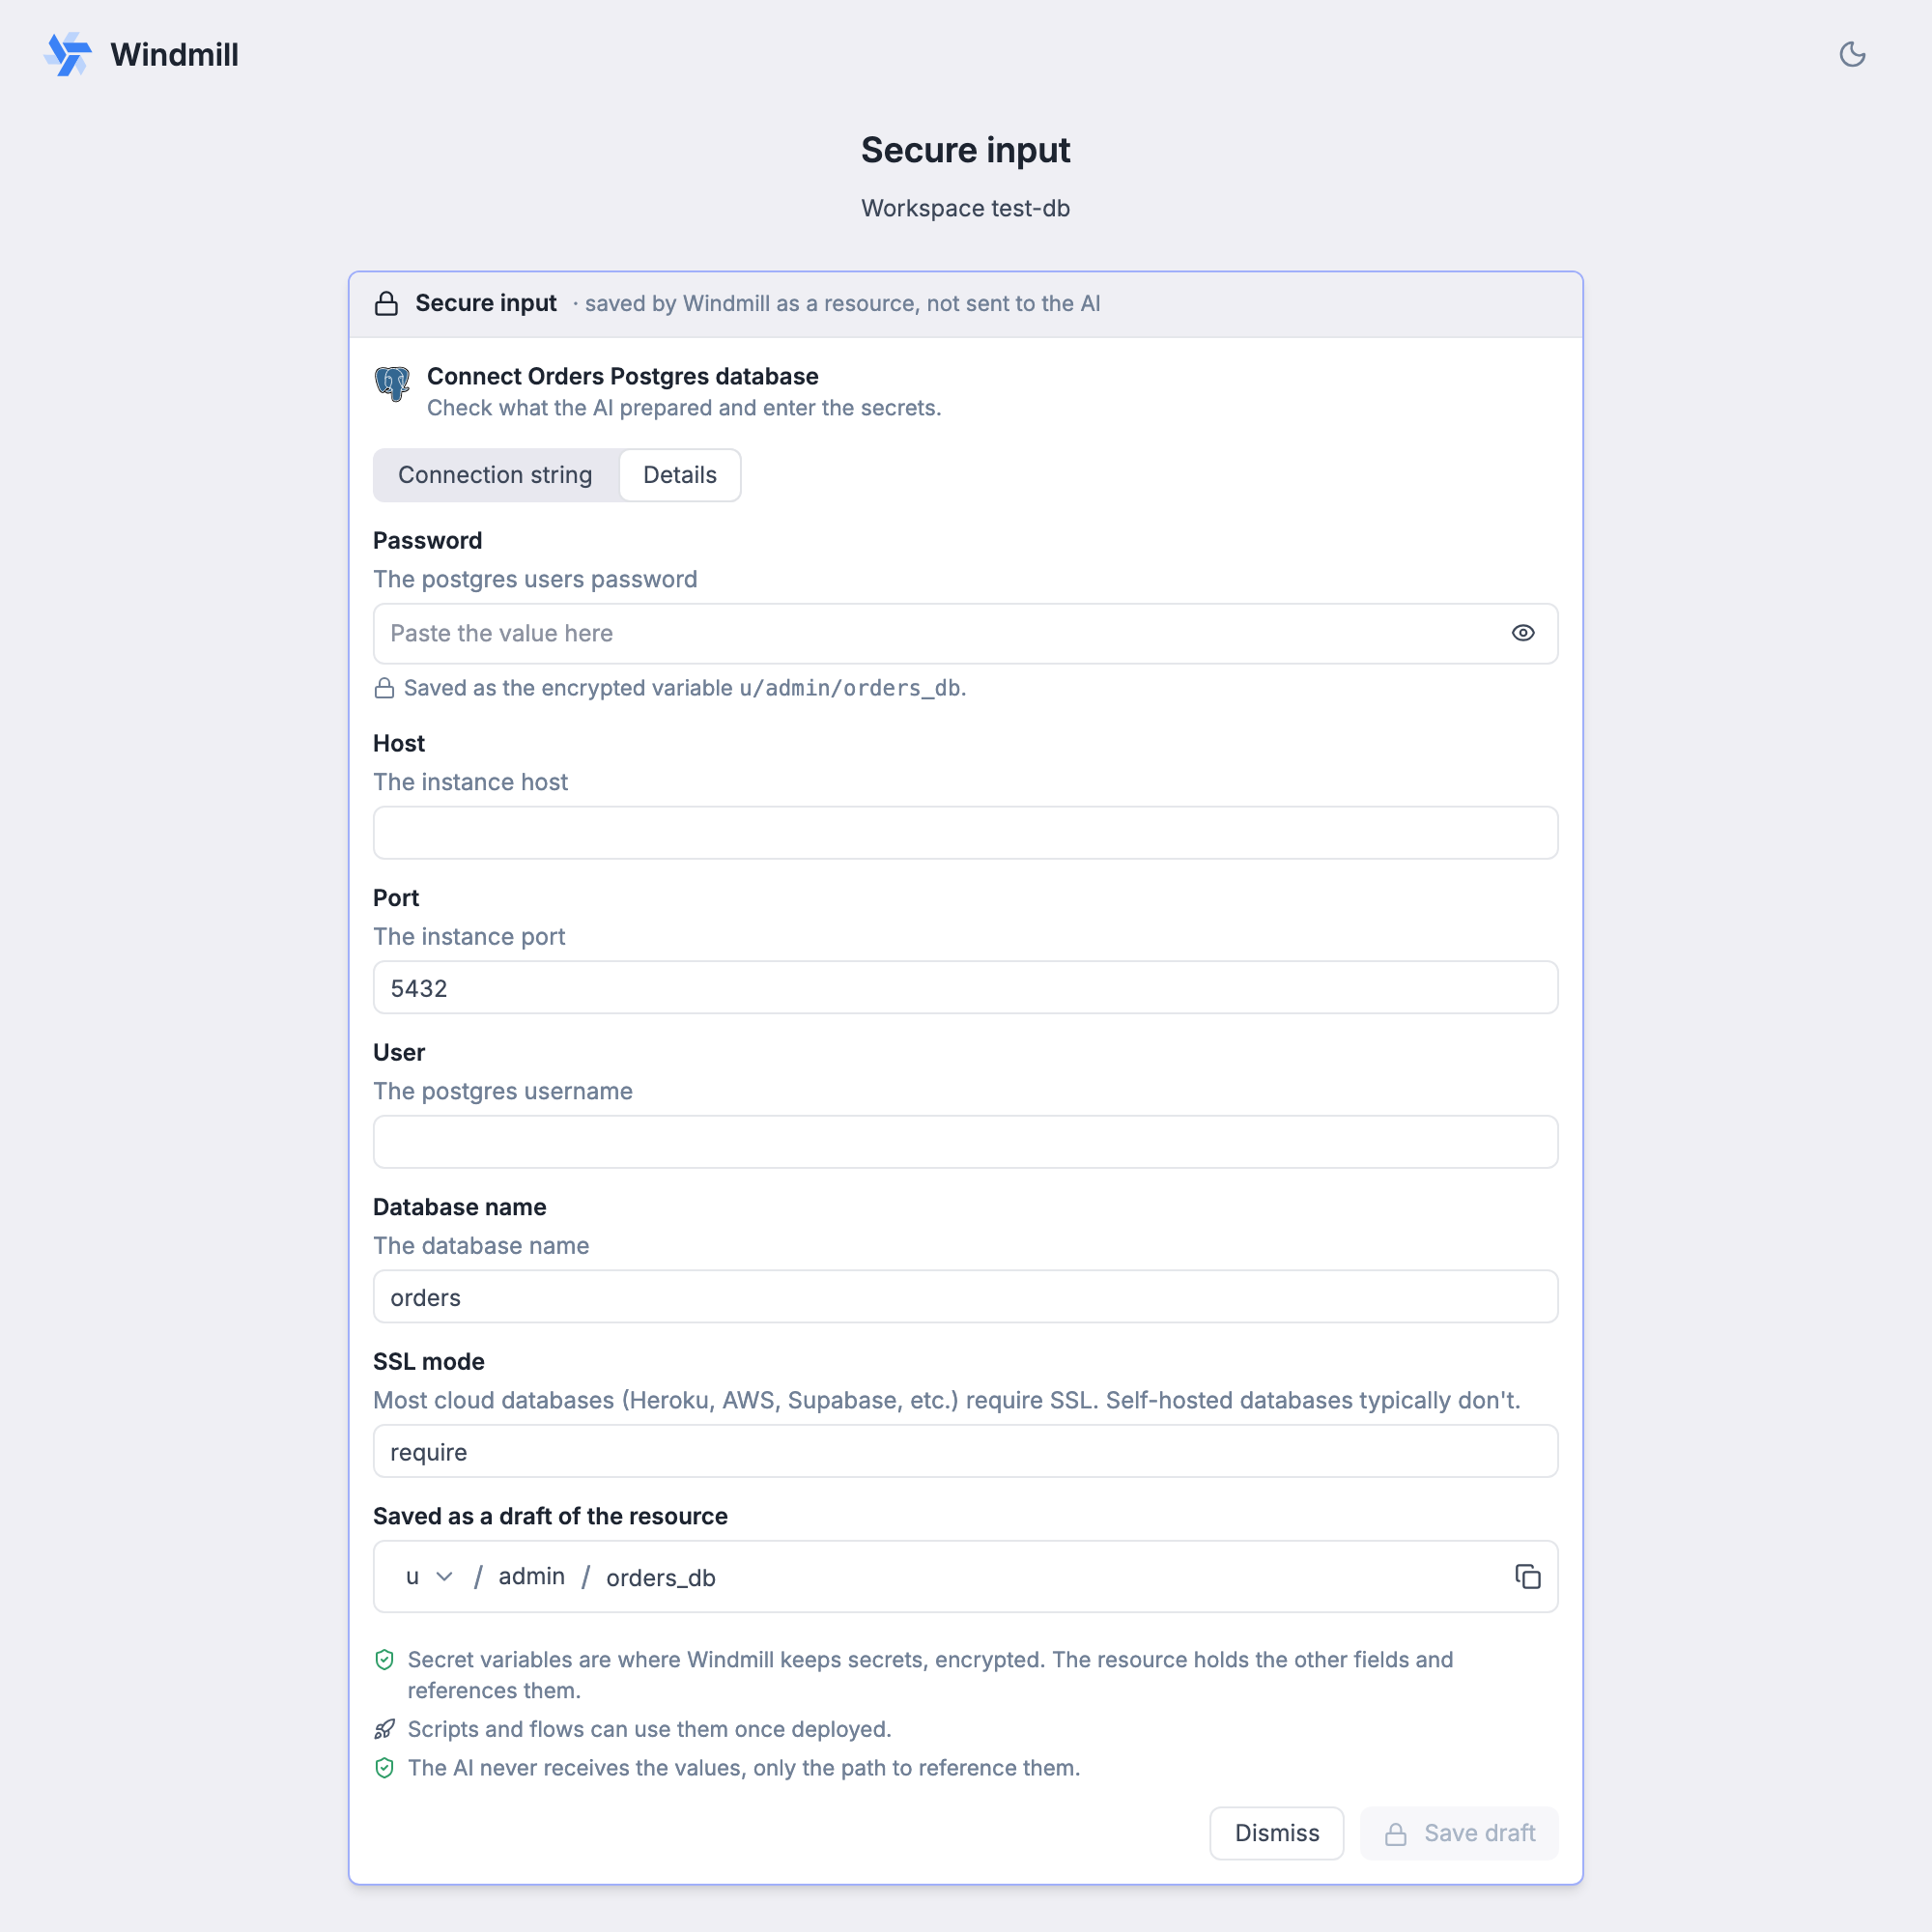 Windmill
Secure input
Workspace test-db
Secure input · saved by Windmill as a resource, not sent to the AI
Connect Orders Postgres database
Check what the AI prepared and enter the secrets.
Connection string Details
Password
The postgres users password
Paste the value here
Saved as the encrypted variable u/admin/orders_db.
Host
The instance host
Port
The instance port
5432
User
The postgres username
Database name
The database name
orders
SSL mode
Most cloud databases (Heroku, AWS, Supabase, etc.) require SSL. Self-hosted databases typically don't.
require
Saved as a draft of the resource
u / admin / orders_db
Secret variables are where Windmill keeps secrets, encrypted. The resource holds the other fields and
references them.
Scripts and flows can use them once deployed.
The AI never receives the values, only the path to reference them.
Dismiss Save draft